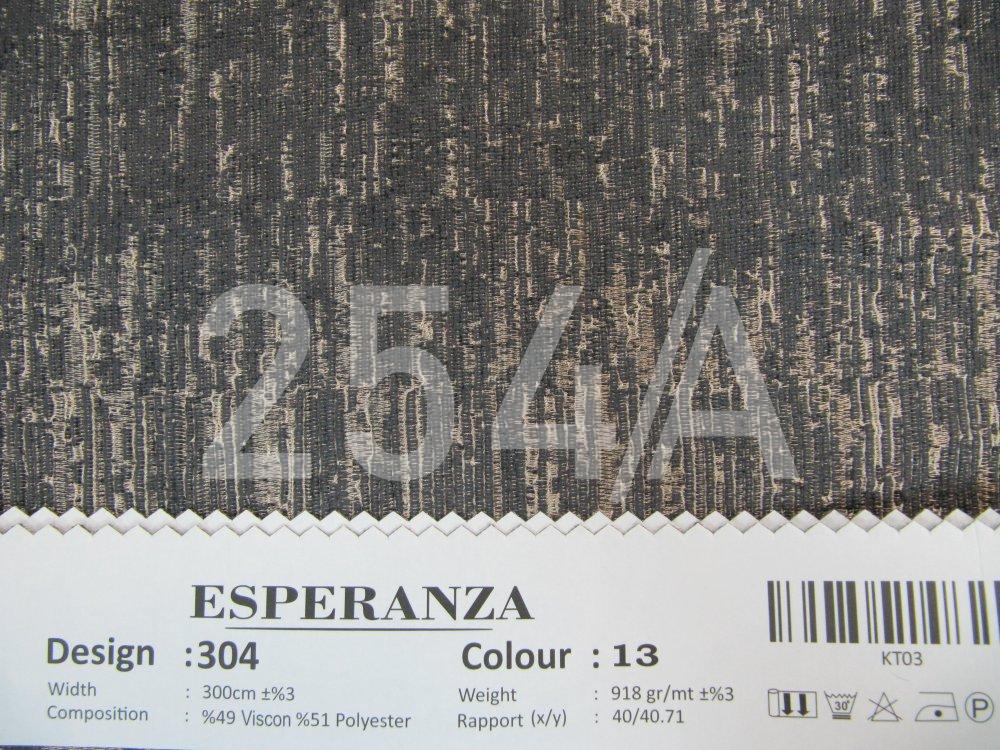 254/A
ESPERANZA
Design : 304 Colour : 13
KT03
Width : 300cm ±%3 Weight : 918 gr/mt ±%3
Composition : %49 Viscon %51 Polyester Rapport (x/y) : 40/40.71
30°
P